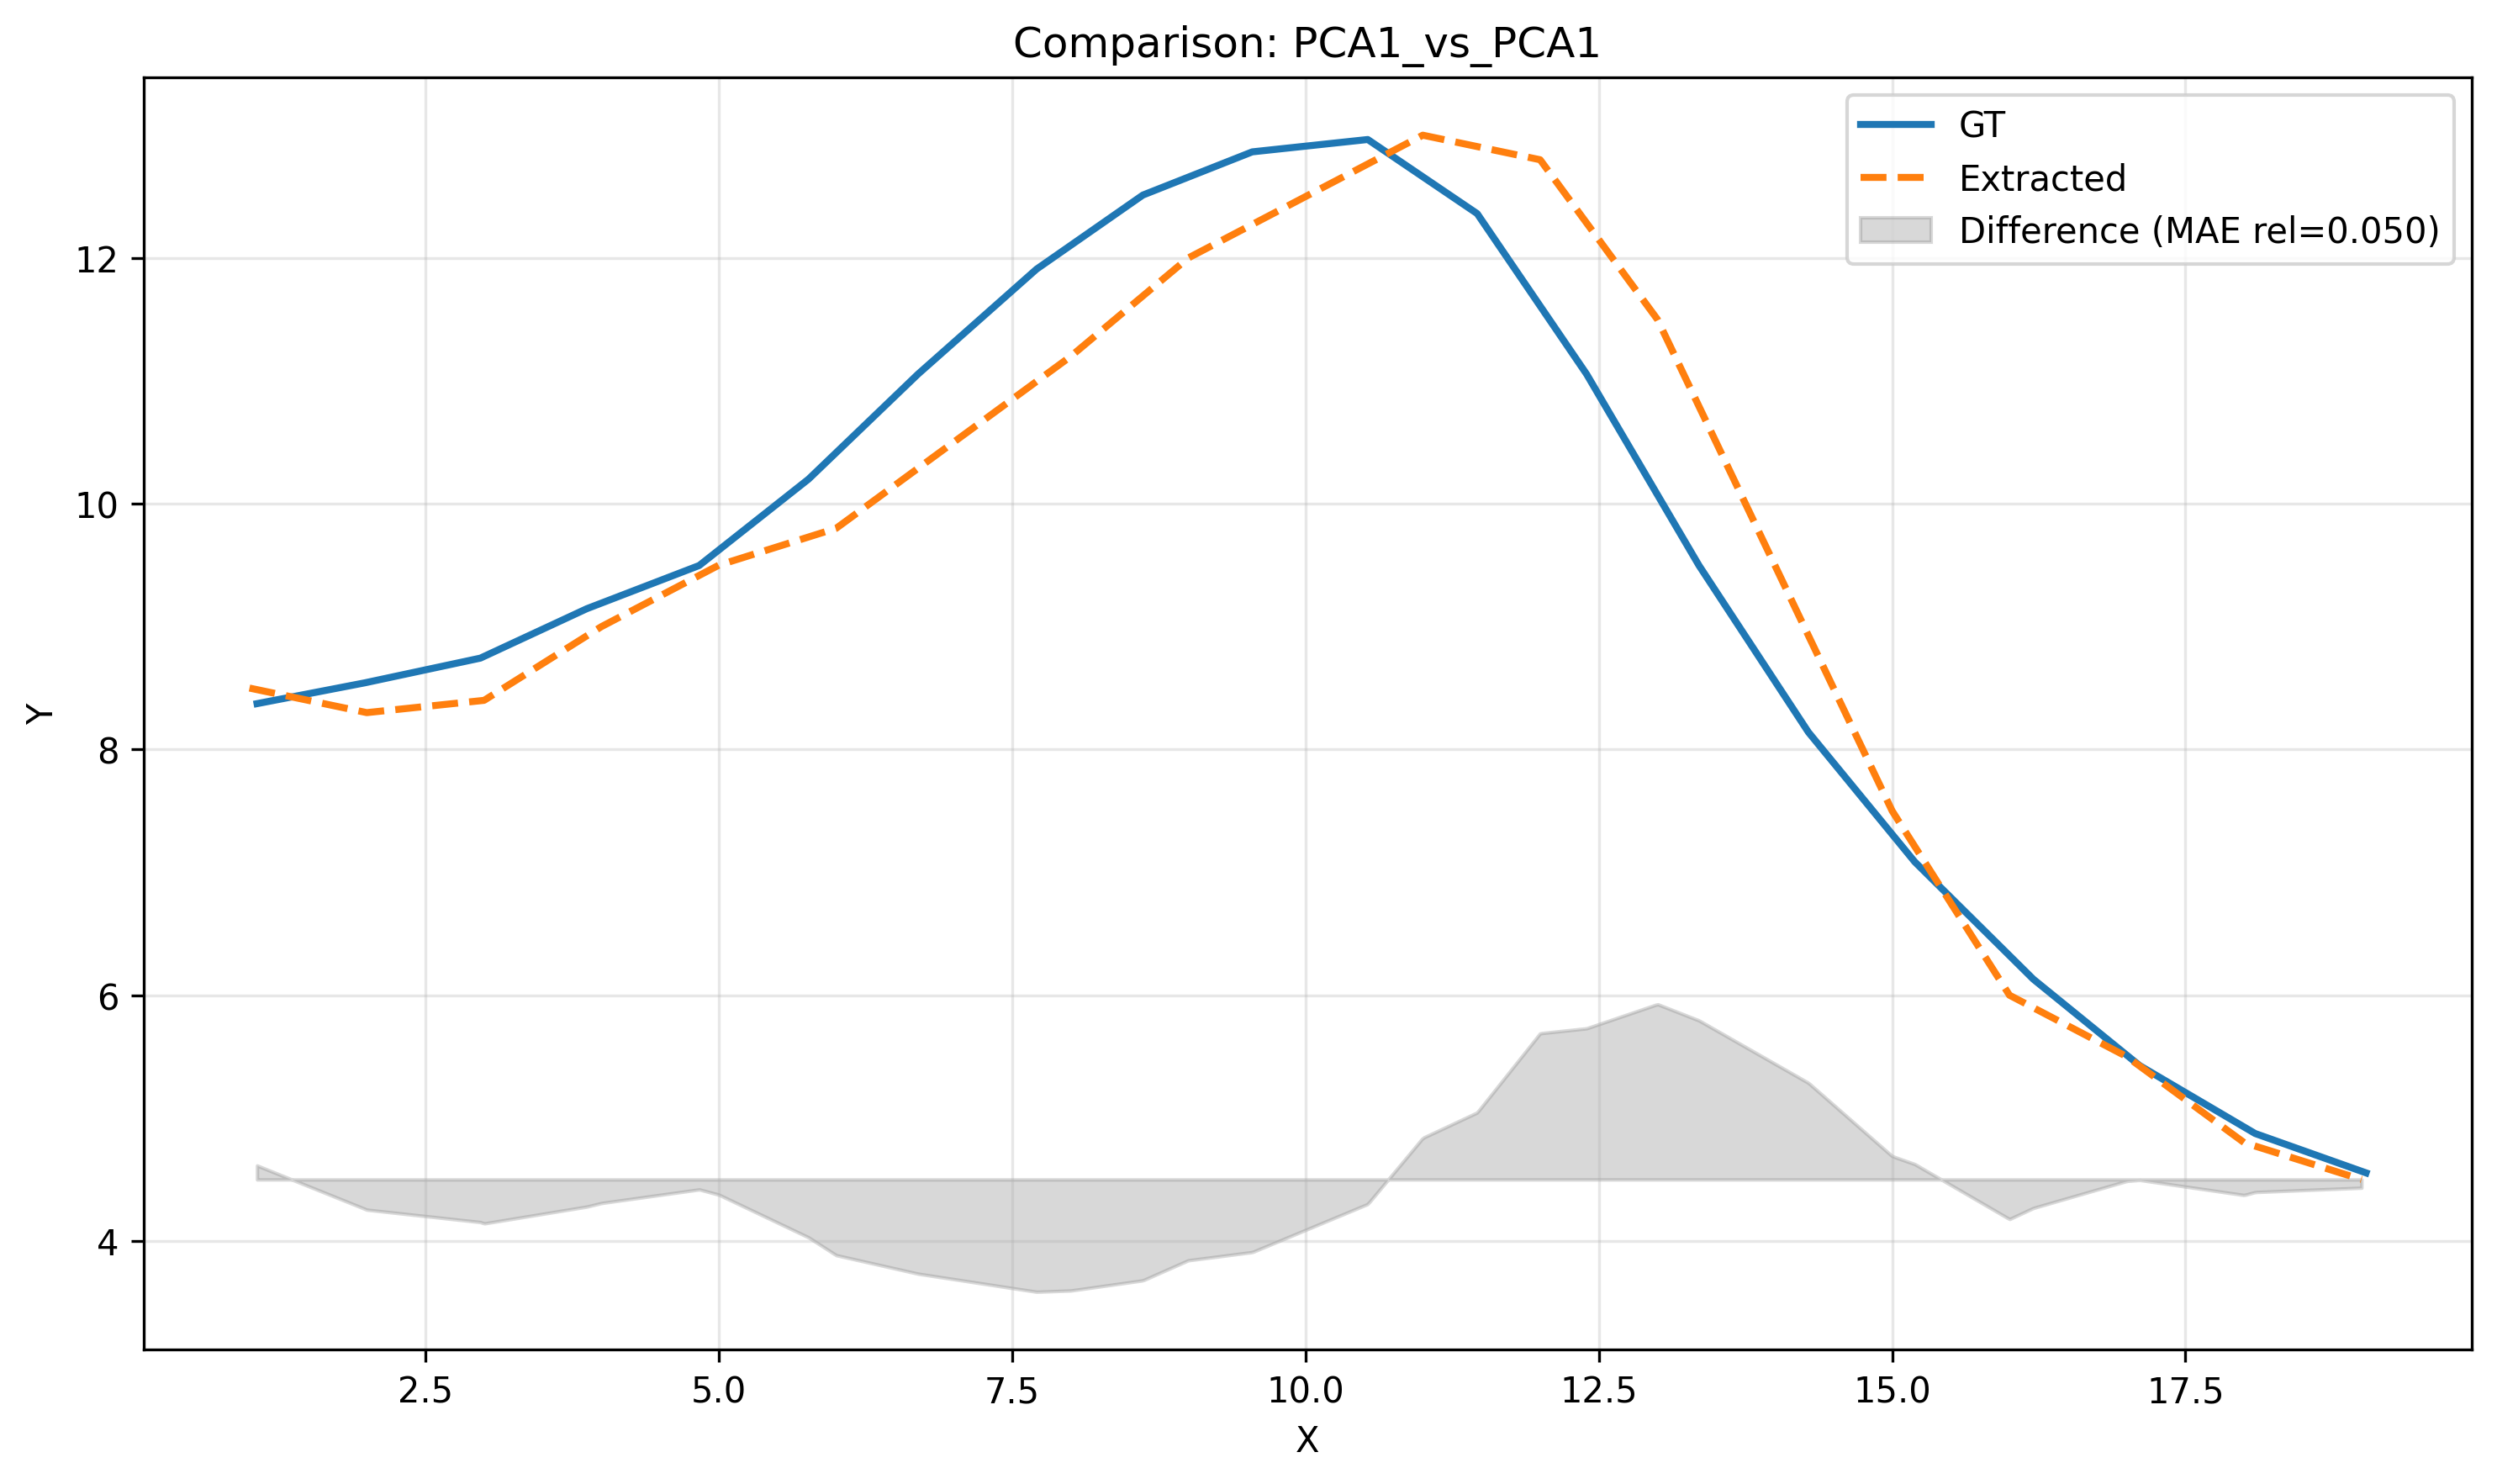 Comparison: PCA1_vs_PCA1
GT
Extracted
Difference (MAE rel=0.050)
12
10
8
6
4
Y
2.5 5.0 7.5 10.0 12.5 15.0 17.5
X